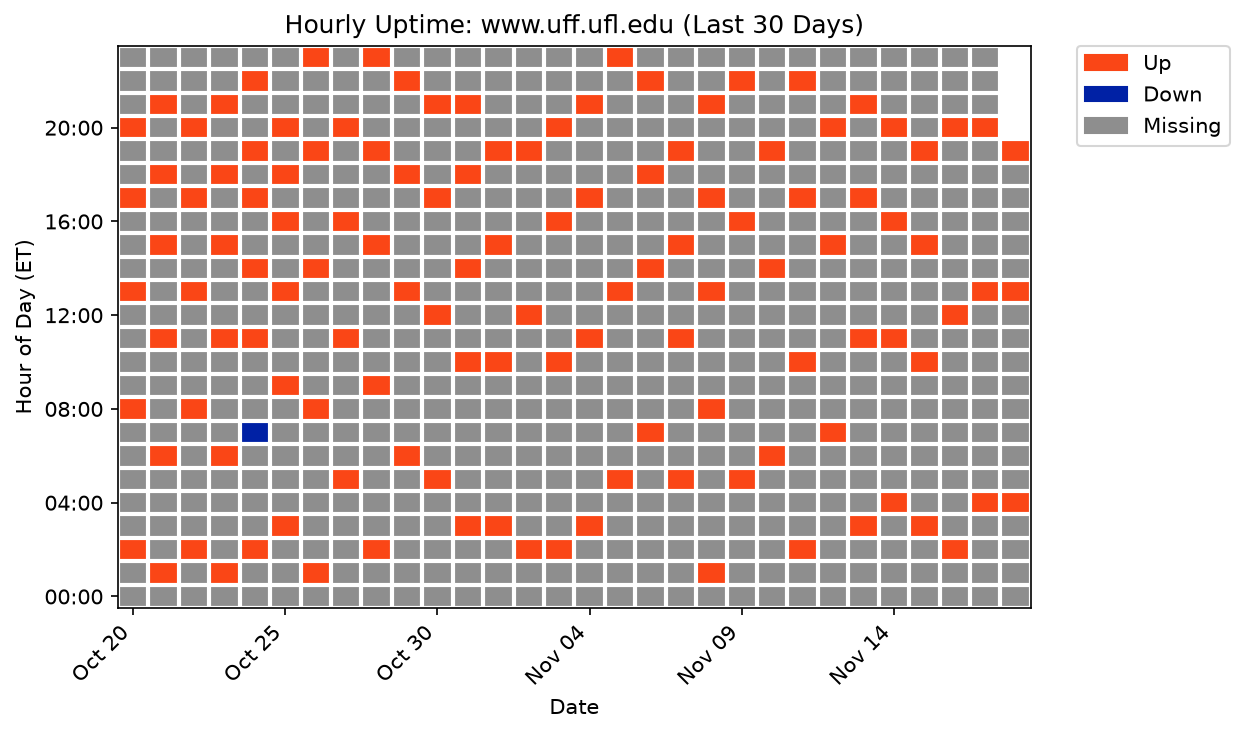 Hourly Uptime: www.uff.ufl.edu (Last 30 Days)
Up
Down
Missing
Hour of Day (ET)
20:00
16:00
12:00
08:00
04:00
00:00
Oct 20
Oct 25
Oct 30
Nov 04
Nov 09
Nov 14
Date